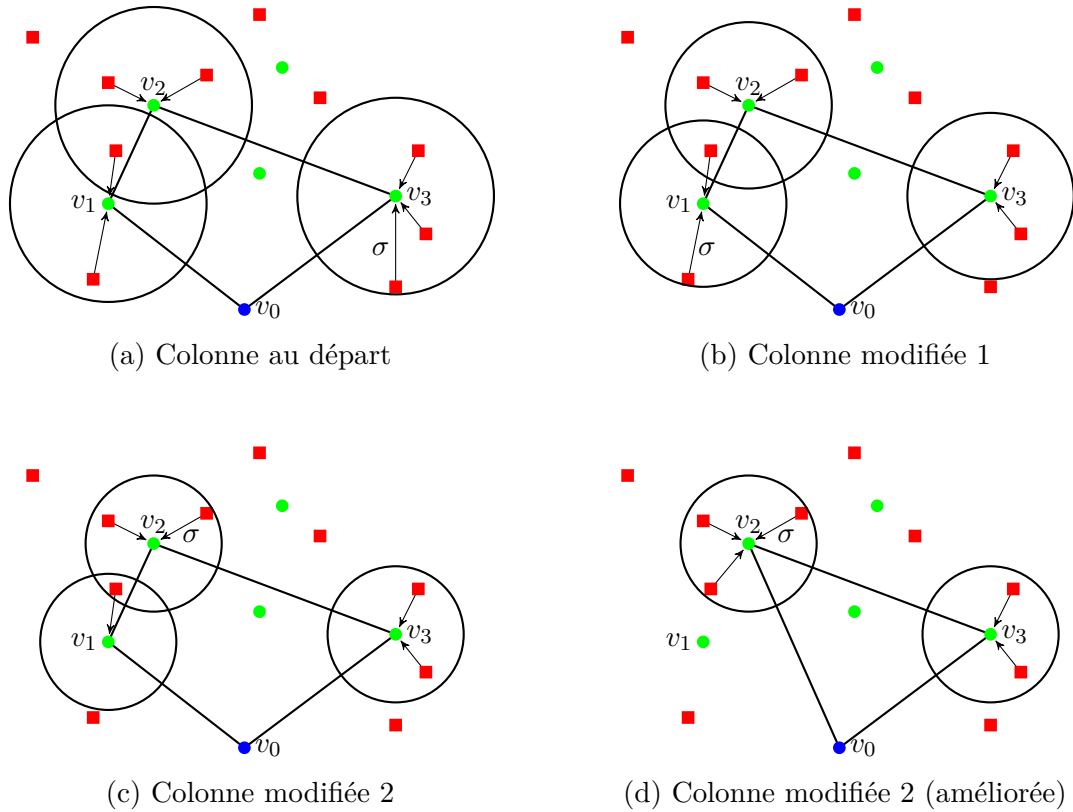 v₂
v₁
v₃
σ
v₀
(a) Colonne au départ
v₂
v₁
v₃
σ
v₀
(b) Colonne modifiée 1
v₂
σ
v₁
v₃
v₀
(c) Colonne modifiée 2
v₂
σ
v₁
v₃
v₀
(d) Colonne modifiée 2 (améliorée)